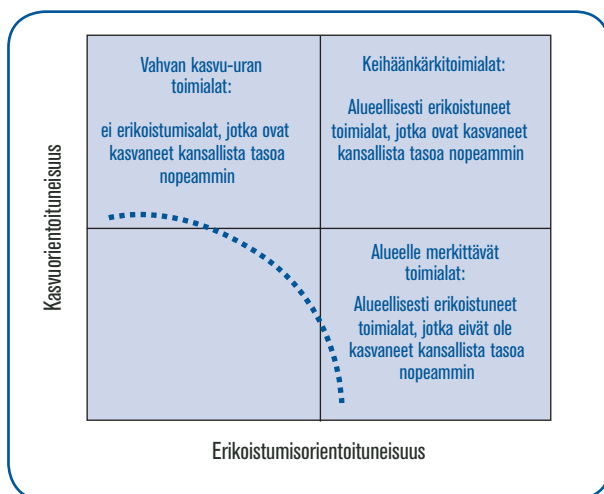 Vahvan kasvu-uran
toimialat:
ei erikoistumisalat, jotka ovat
kasvaneet kansallista tasoa
nopeammin
Keihäänkärkitoimialat:
Alueellisesti erikoistuneet
toimialat, jotka ovat kasvaneet
kansallista tasoa nopeammin
Kasvuorientoituneisuus
Alueelle merkittävät
toimialat:
Alueellisesti erikoistuneet
toimialat, jotka eivät ole
kasvaneet kansallista tasoa
nopeammin
Erikoistumisorientoituneisuus